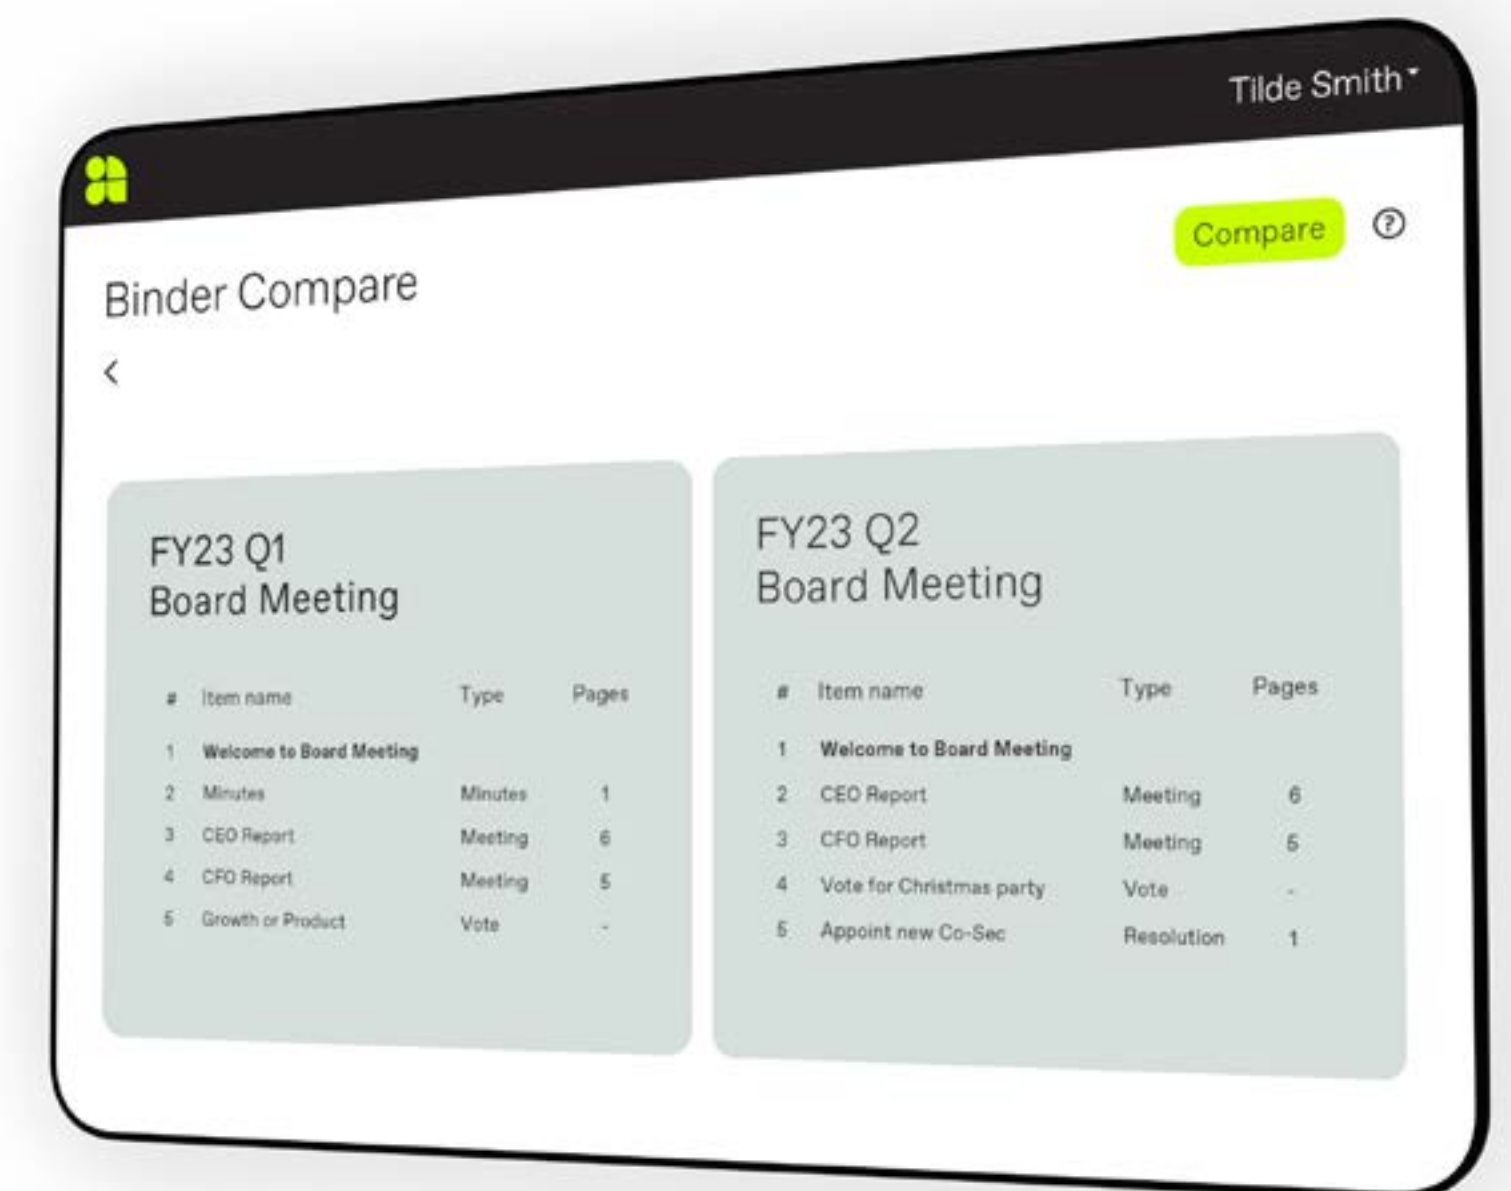 Tilde Smith
Compare ?
Binder Compare
<
FY23 Q1
Board Meeting
# Item name Type Pages
1 Welcome to Board Meeting
2 Minutes Minutes 1
3 CEO Report Meeting 6
4 CFO Report Meeting 5
5 Growth or Product Vote -
FY23 Q2
Board Meeting
# Item name Type Pages
1 Welcome to Board Meeting
2 CEO Report Meeting 6
3 CFO Report Meeting 5
4 Vote for Christmas party Vote -
5 Appoint new Co-Sec Resolution 1